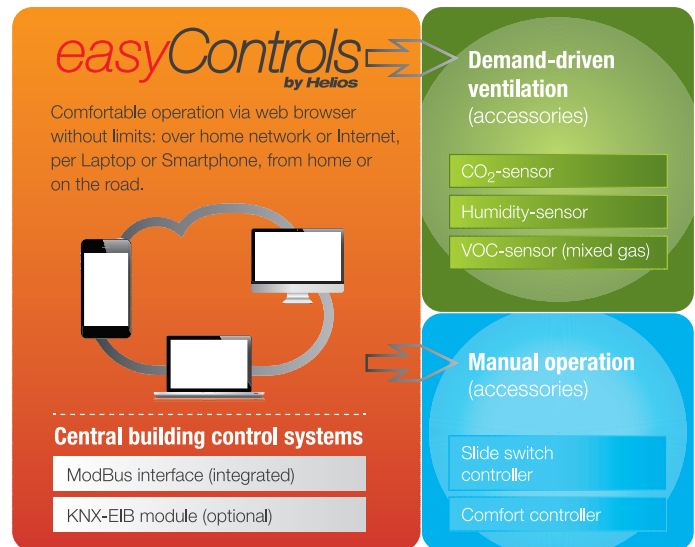 easyControls
by Helios
Comfortable operation via web browser
without limits: over home network or Internet,
per Laptop or Smartphone, from home or
on the road.
Central building control systems
ModBus interface (integrated)
KNX-EIB module (optional)
Demand-driven
ventilation
(accessories)
CO₂-sensor
Humidity-sensor
VOC-sensor (mixed gas)
Manual operation
(accessories)
Slide switch
controller
Comfort controller